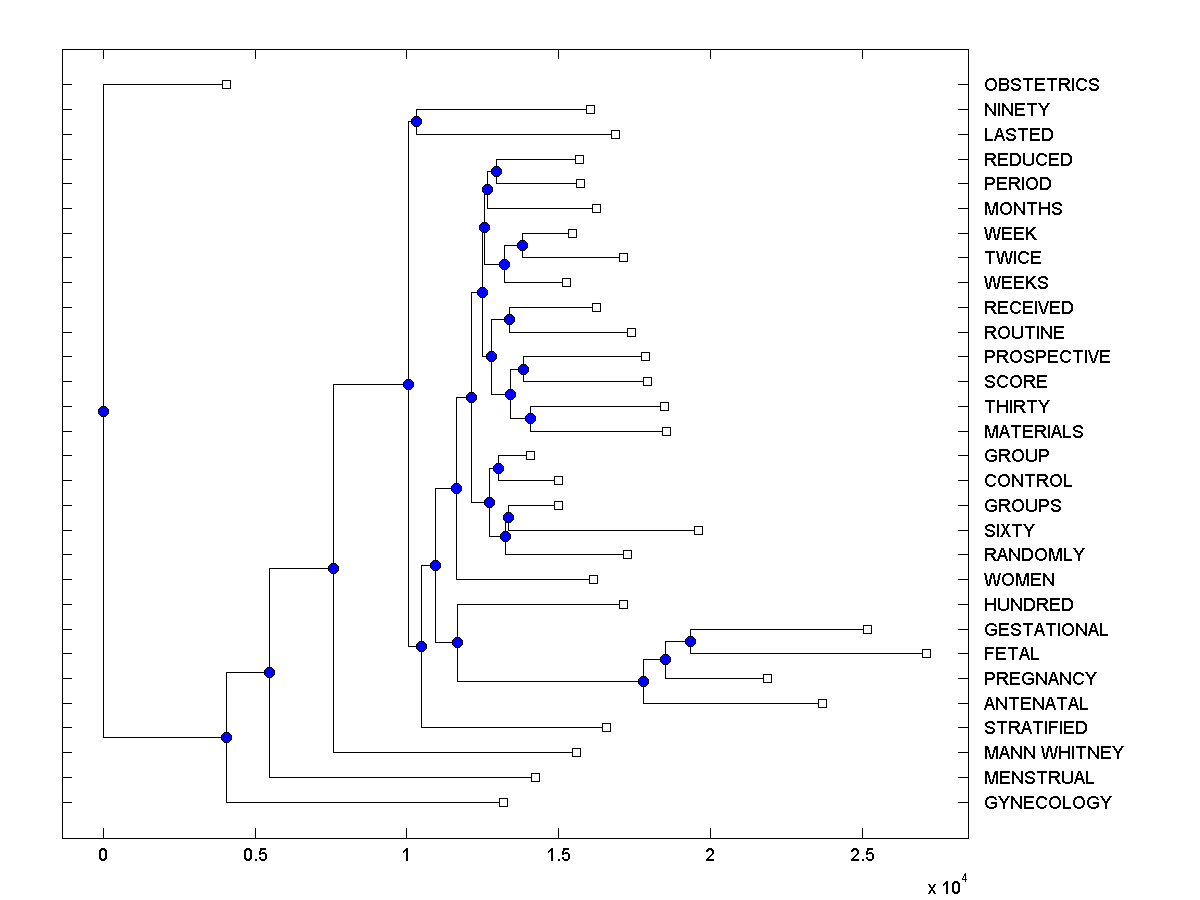 OBSTETRICS
NINETY
LASTED
REDUCED
PERIOD
MONTHS
WEEK
TWICE
WEEKS
RECEIVED
ROUTINE
PROSPECTIVE
SCORE
THIRTY
MATERIALS
GROUP
CONTROL
GROUPS
SIXTY
RANDOMLY
WOMEN
HUNDRED
GESTATIONAL
FETAL
PREGNANCY
ANTENATAL
STRATIFIED
MANN WHITNEY
MENSTRUAL
GYNECOLOGY
0 0.5 1 1.5 2 2.5
x 10^4